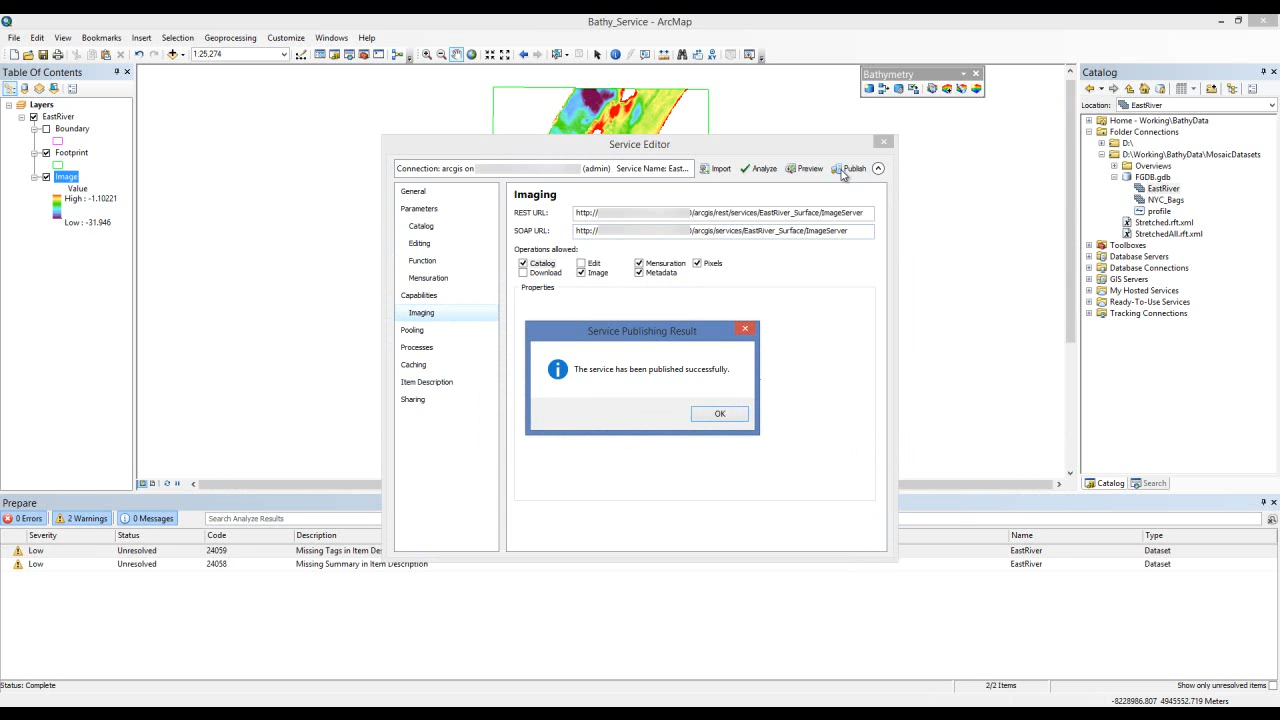 Bathy_Service - ArcMap
File Edit View Bookmarks Insert Selection Geoprocessing Customize Windows Help
1:25,274
Table Of Contents
Layers
EastRiver
Boundary
Footprint
Image
Value
High : -1.10221
Low : -31.946
Bathymetry
Service Editor
Connection: arcgis on (admin) Service Name: East...
Import Analyze Preview Publish
General
Parameters
Catalog
Editing
Function
Mensuration
Capabilities
Imaging
Pooling
Processes
Caching
Item Description
Sharing
Imaging
REST URL: http:// /arcgis/rest/services/EastRiver_Surface/ImageServer
SOAP URL: http:// /arcgis/services/EastRiver_Surface/ImageServer
Operations allowed:
Catalog Edit Mensuration Pixels
Download Image Metadata
Properties
Service Publishing Result
The service has been published successfully.
OK
Catalog
Location: EastRiver
Home - Working\BathyData
Folder Connections
D:\
D:\Working\BathyData\MosaicDatasets
Overviews
FGDB.gdb
EastRiver
NYC_Bags
profile
Stretched.rft.xml
StretchedAll.rft.xml
Toolboxes
Database Servers
Database Connections
GIS Servers
My Hosted Services
Ready-To-Use Services
Tracking Connections
Catalog Search
Prepare
0 Errors 2 Warnings 0 Messages Search Analyze Results
Severity Status Code Description Name Type
Low Unresolved 24059 Missing Tags in Item Des EastRiver Dataset
Low Unresolved 24058 Missing Summary in Item Description EastRiver Dataset
Status: Complete 2/2 Items Show only unresolved items
-8228986.807 4945552.719 Meters